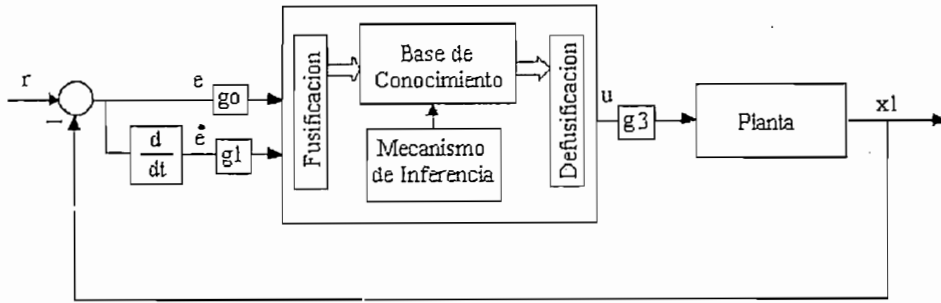 r
−
e
go
d
dt
ė
g1
Fusificacion
Base de
Conocimiento
Mecanismo
de Inferencia
Defusificacion
u
g3
Planta
x1